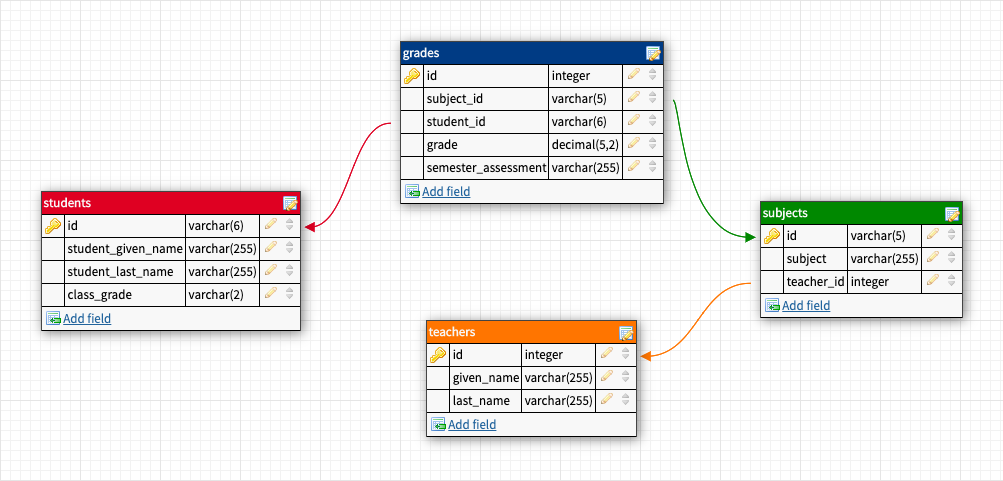 grades
id integer
subject_id varchar(5)
student_id varchar(6)
grade decimal(5,2)
semester_assessment varchar(255)
Add field
students
id varchar(6)
student_given_name varchar(255)
student_last_name varchar(255)
class_grade varchar(2)
Add field
subjects
id varchar(5)
subject varchar(255)
teacher_id integer
Add field
teachers
id integer
given_name varchar(255)
last_name varchar(255)
Add field